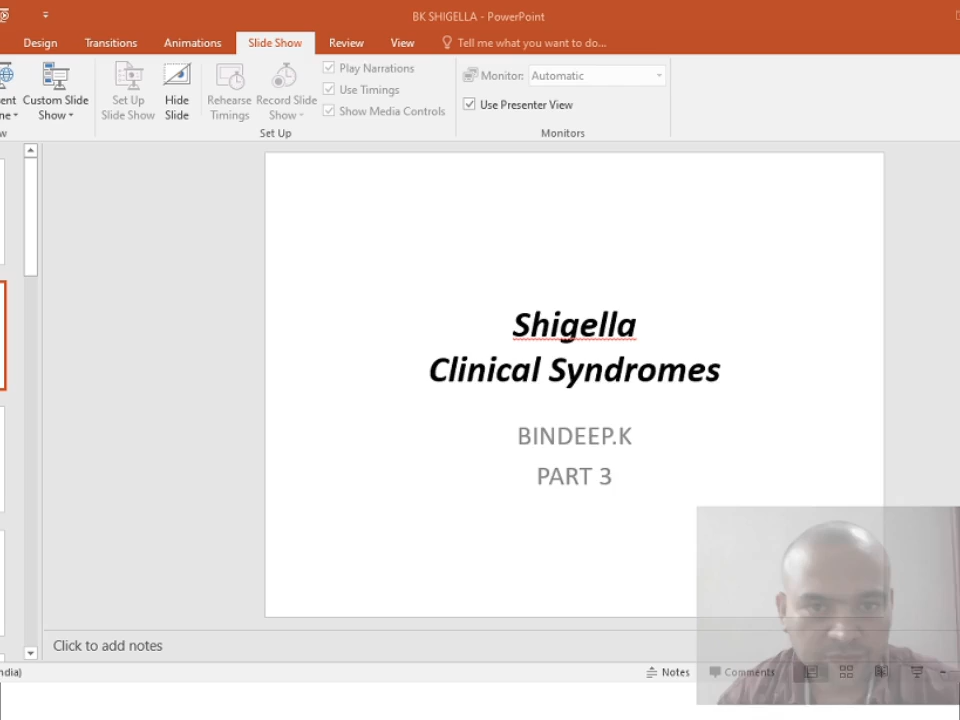 BK SHIGELLA - PowerPoint
Design Transitions Animations Slide Show Review View Tell me what you want to do...
Custom Slide Show
Set Up Slide Show
Hide Slide
Rehearse Timings
Record Slide Show
Play Narrations
Use Timings
Show Media Controls
Set Up
Monitor: Automatic
Use Presenter View
Monitors
Shigella
Clinical Syndromes
BINDEEP.K
PART 3
Click to add notes
Notes Comments